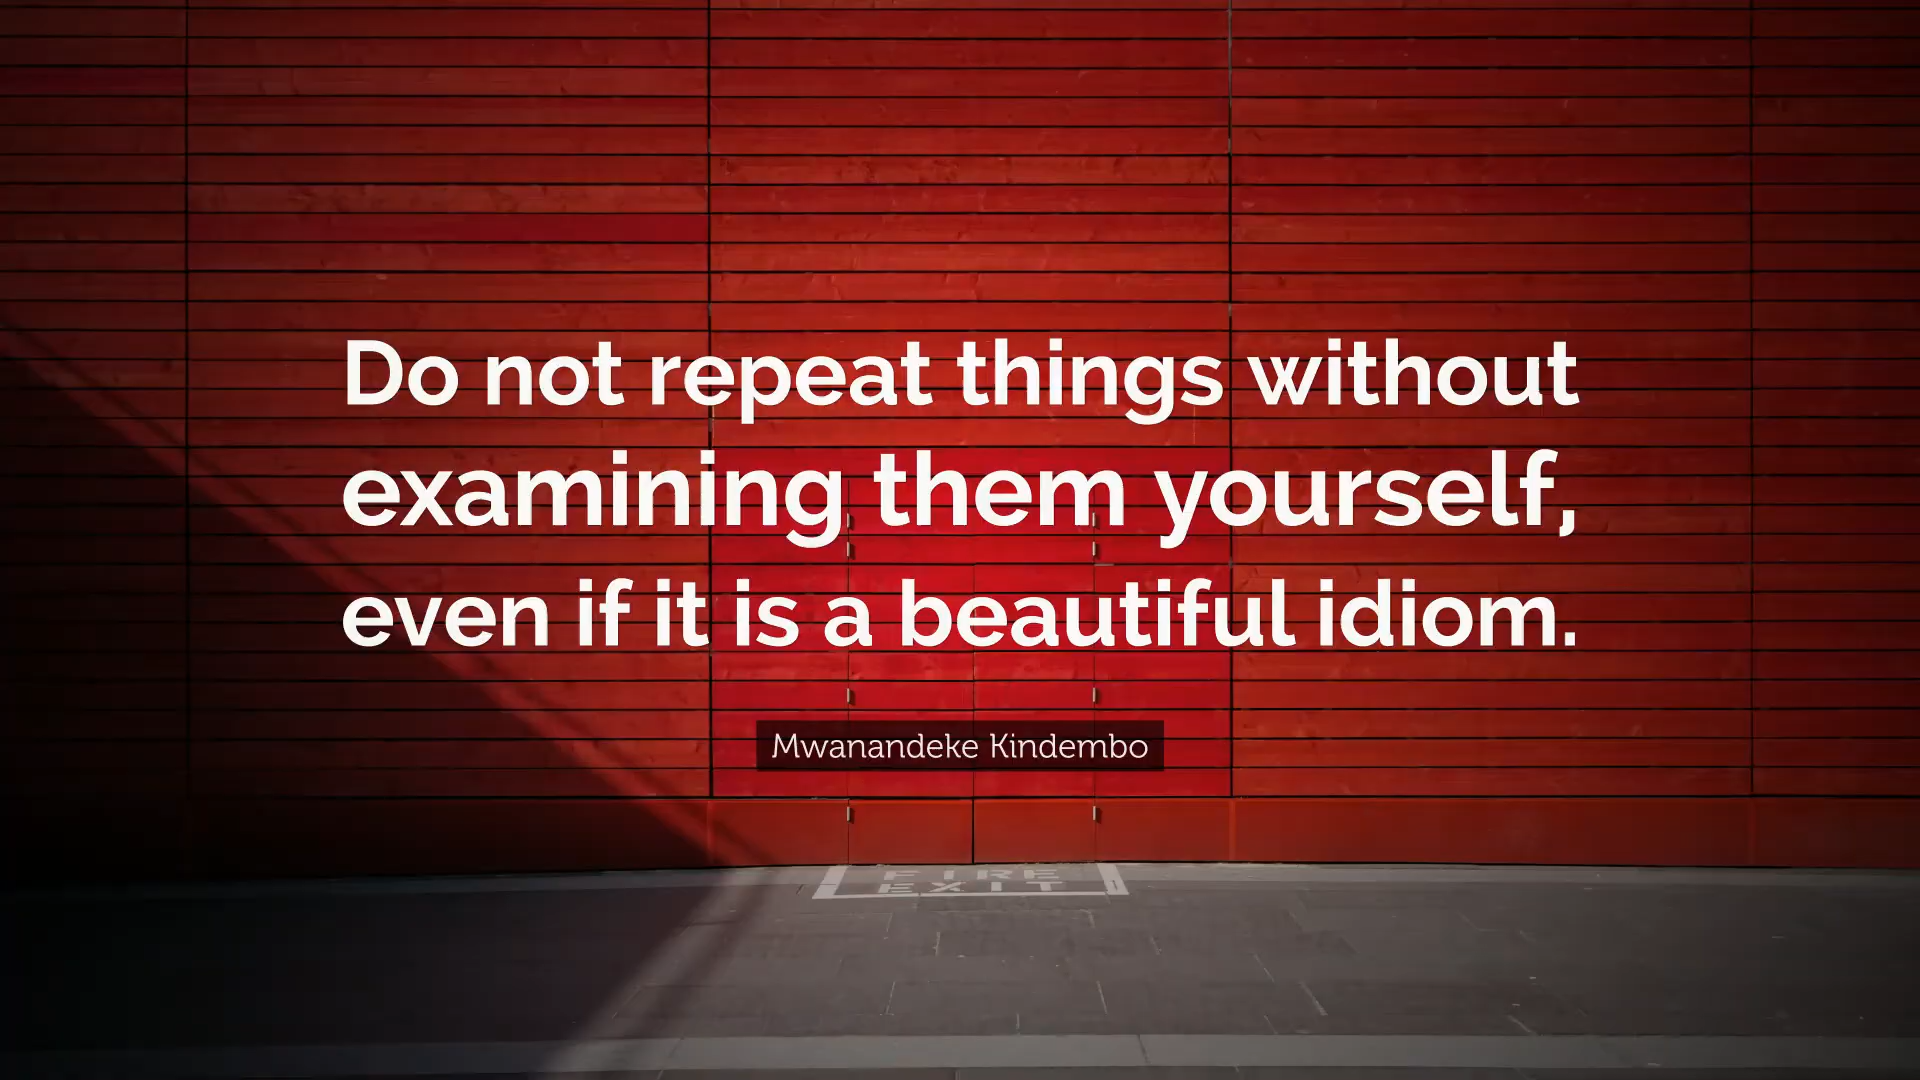 Do not repeat things without
examining them yourself,
even if it is a beautiful idiom.
Mwanandeke Kindembo
FIRE
EXIT